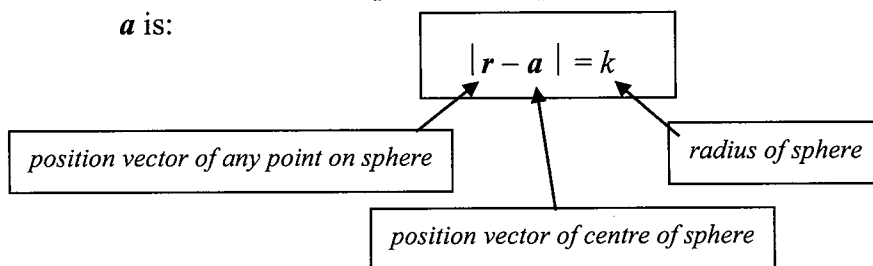 a is:
| r – a | = k
position vector of any point on sphere
radius of sphere
position vector of centre of sphere